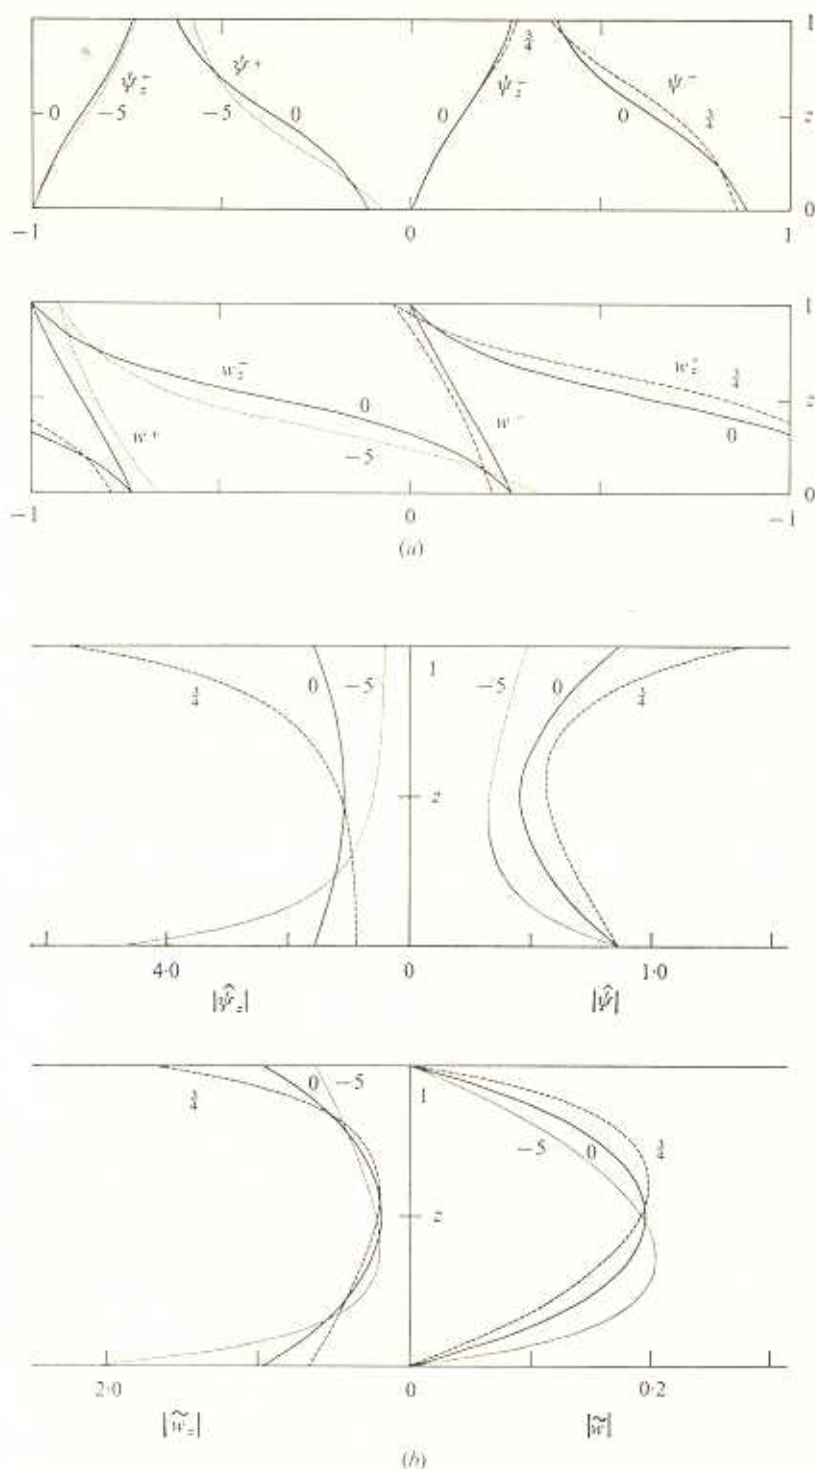 1
ψ_z^- ψ^+ ψ_z^- 3/4 ψ^-
0 -5 -5 0 0 0 3/4 z
0
-1 0 1
1
w_z^- w_z^+ 3/4
0 z
w^+ -5 w^- 0
0
-1 0 -1
(a)
0 -5 1 -5 0
3/4 3/4
z
4·0 0 1·0
|ψ̂_z| |ψ̂|
0 -5
3/4 1 -5 0 3/4
z
2·0 0 0·2
|w̃_z| |w̃|
(b)